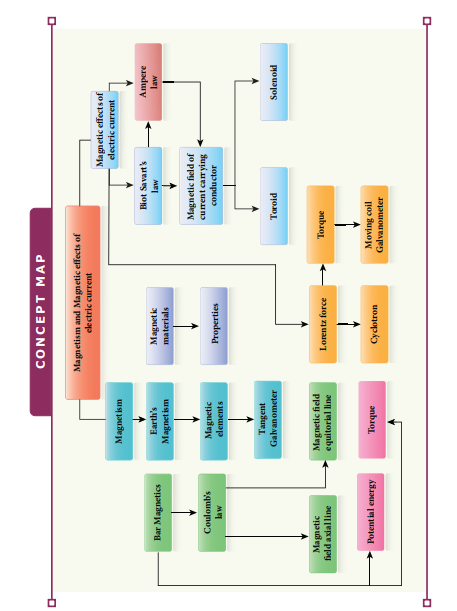 CONCEPT MAP
Magnetism and Magnetic effects of
electric current
Magnetism
Magnetic effects of
electric current
Bar Magnetics
Earth's
Magnetism
Magnetic
materials
Biot Savart's
law
Ampere
law
Coulomb's
law
Magnetic
elements
Properties
Magnetic field of
current carrying
conductor
Tangent
Galvanometer
Toroid
Solenoid
Magnetic
field axial line
Magnetic field
equitorial line
Lorentz force
Torque
Potential energy
Torque
Cyclotron
Moving coil
Galvanometer